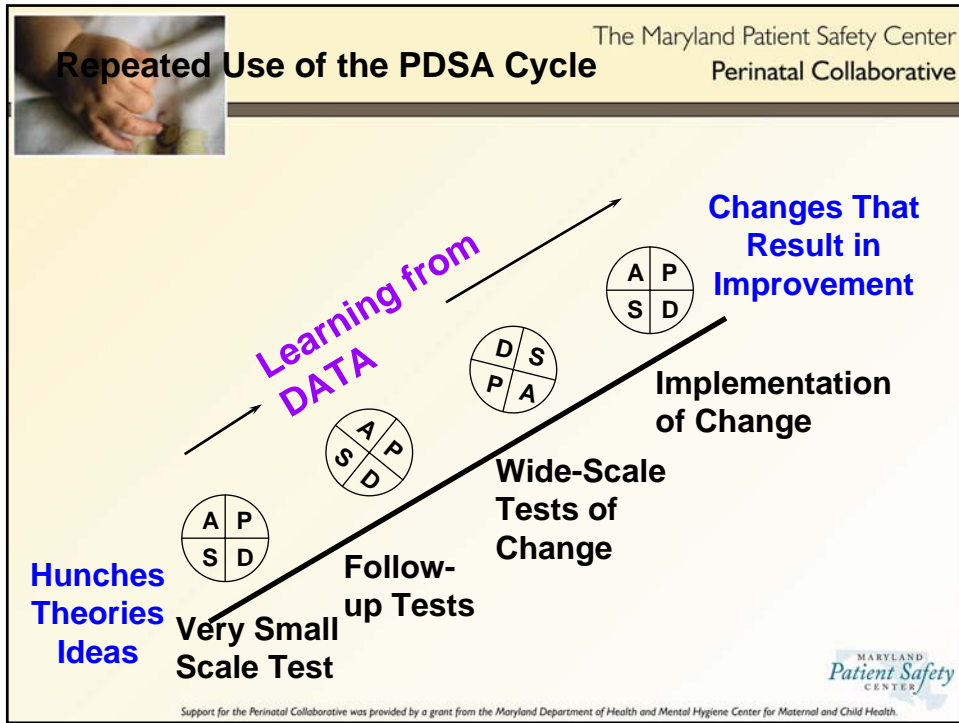 The Maryland Patient Safety Center
Repeated Use of the PDSA Cycle
Perinatal Collaborative
Changes That
Result in
Improvement
Learning from
DATA
A P
S D
D S
P A
A P
S D
A P
S D
Implementation
of Change
Wide-Scale
Tests of
Change
Follow-
up Tests
Very Small
Scale Test
Hunches
Theories
Ideas
MARYLAND
Patient Safety
CENTER
Support for the Perinatal Collaborative was provided by a grant from the Maryland Department of Health and Mental Hygiene Center for Maternal and Child Health.